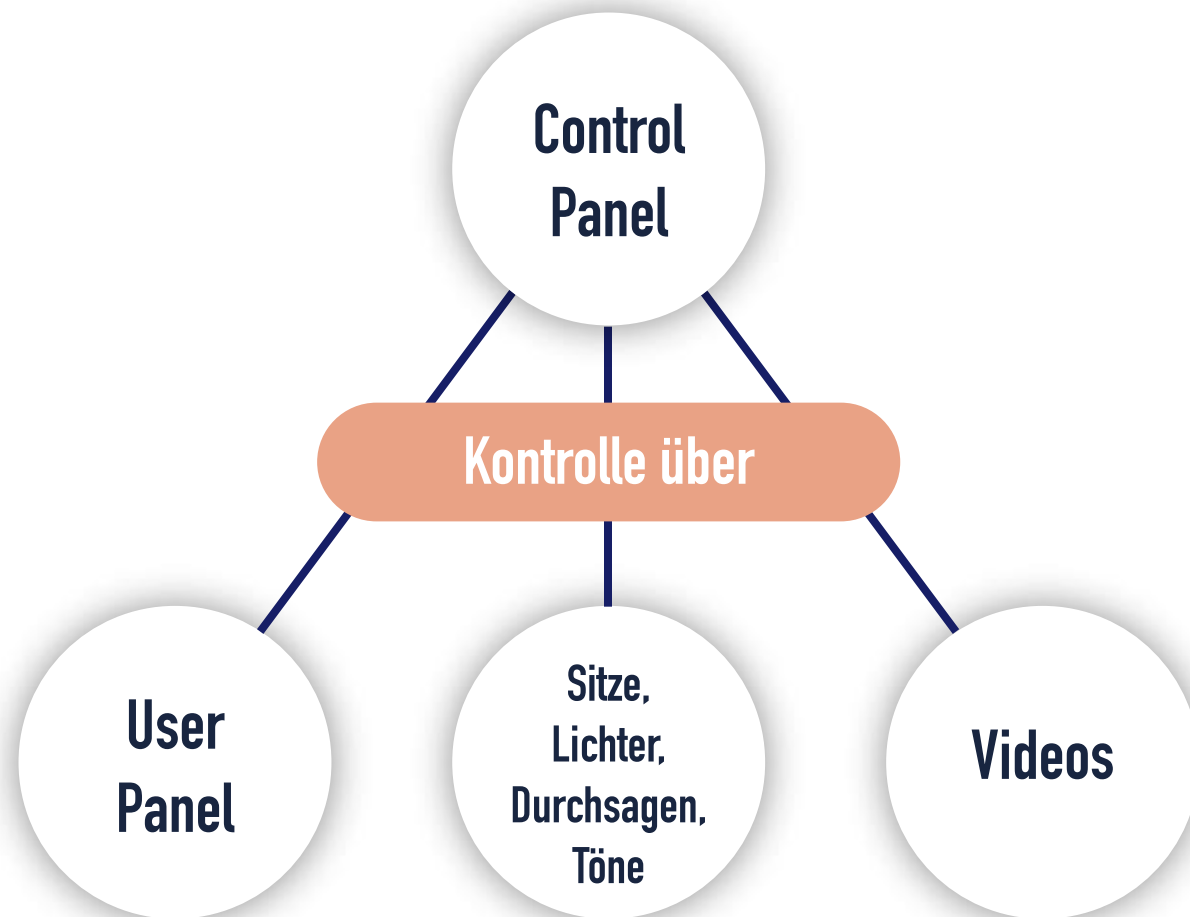 Control
Panel
Kontrolle über
User
Panel
Sitze,
Lichter,
Durchsagen,
Töne
Videos